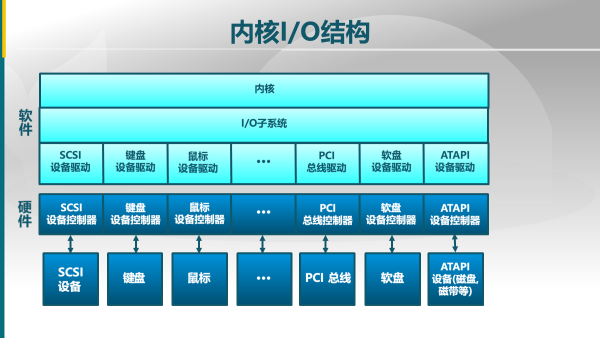 内核I/O结构
软件
内核
I/O子系统
SCSI
设备驱动
键盘
设备驱动
鼠标
设备驱动
...
PCI
总线驱动
软盘
设备驱动
ATAPI
设备驱动
硬件
SCSI
设备控制器
键盘
设备控制器
鼠标
设备控制器
...
PCI
总线控制器
软盘
设备控制器
ATAPI
设备控制器
SCSI
设备
键盘
鼠标
...
PCI 总线
软盘
ATAPI
设备(磁盘,
磁带等)